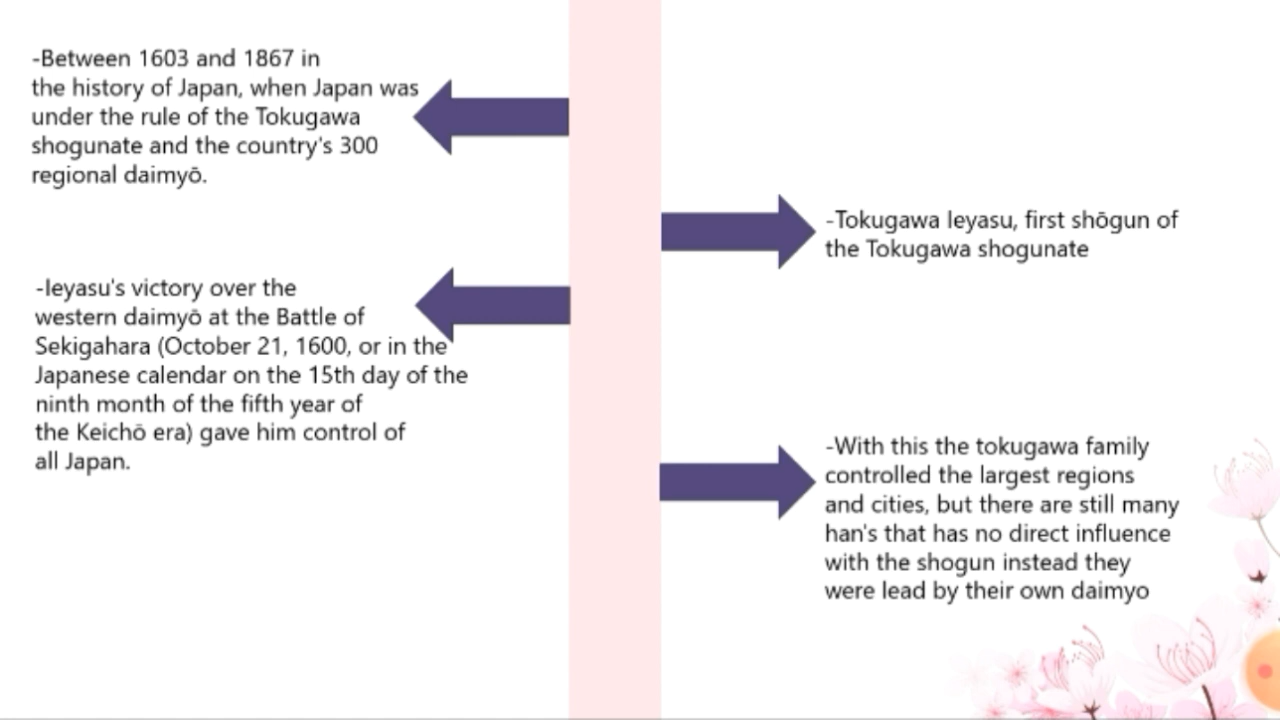 -Between 1603 and 1867 in
the history of Japan, when Japan was
under the rule of the Tokugawa
shogunate and the country's 300
regional daimyō.
-Tokugawa Ieyasu, first shōgun of
the Tokugawa shogunate
-Ieyasu's victory over the
western daimyō at the Battle of
Sekigahara (October 21, 1600, or in the
Japanese calendar on the 15th day of the
ninth month of the fifth year of
the Keichō era) gave him control of
all Japan.
-With this the tokugawa family
controlled the largest regions
and cities, but there are still many
han's that has no direct influence
with the shogun instead they
were lead by their own daimyo